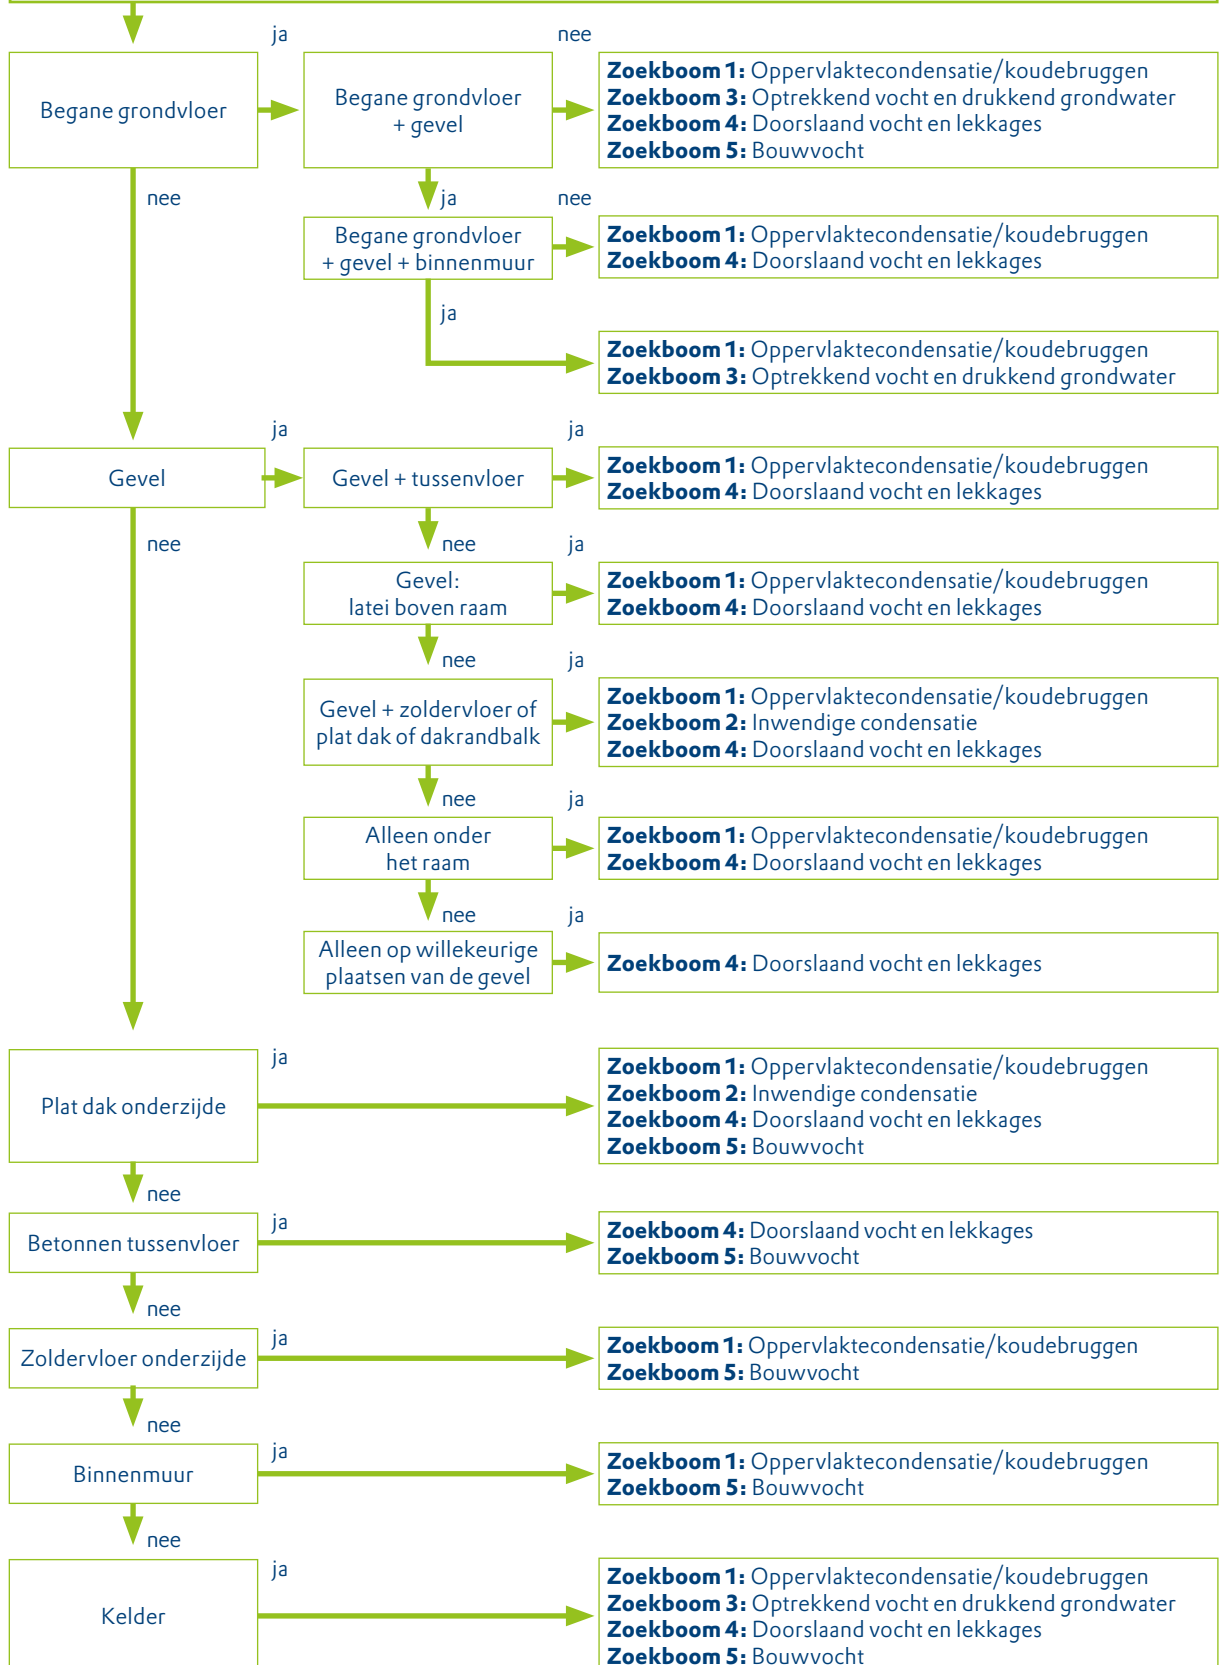 ja
nee
Begane grondvloer
Begane grondvloer
+ gevel
Zoekboom 1: Oppervlaktecondensatie/koudebruggen
Zoekboom 3: Optrekkend vocht en drukkend grondwater
Zoekboom 4: Doorslaand vocht en lekkages
Zoekboom 5: Bouwvocht
nee
ja
nee
Begane grondvloer
+ gevel + binnenmuur
Zoekboom 1: Oppervlaktecondensatie/koudebruggen
Zoekboom 4: Doorslaand vocht en lekkages
ja
Zoekboom 1: Oppervlaktecondensatie/koudebruggen
Zoekboom 3: Optrekkend vocht en drukkend grondwater
ja
ja
Gevel
Gevel + tussenvloer
Zoekboom 1: Oppervlaktecondensatie/koudebruggen
Zoekboom 4: Doorslaand vocht en lekkages
nee
nee
ja
Gevel:
latei boven raam
Zoekboom 1: Oppervlaktecondensatie/koudebruggen
Zoekboom 4: Doorslaand vocht en lekkages
nee
ja
Gevel + zoldervloer of
plat dak of dakrandbalk
Zoekboom 1: Oppervlaktecondensatie/koudebruggen
Zoekboom 2: Inwendige condensatie
Zoekboom 4: Doorslaand vocht en lekkages
nee
ja
Alleen onder
het raam
Zoekboom 1: Oppervlaktecondensatie/koudebruggen
Zoekboom 4: Doorslaand vocht en lekkages
nee
ja
Alleen op willekeurige
plaatsen van de gevel
Zoekboom 4: Doorslaand vocht en lekkages
ja
Plat dak onderzijde
Zoekboom 1: Oppervlaktecondensatie/koudebruggen
Zoekboom 2: Inwendige condensatie
Zoekboom 4: Doorslaand vocht en lekkages
Zoekboom 5: Bouwvocht
nee
ja
Betonnen tussenvloer
Zoekboom 4: Doorslaand vocht en lekkages
Zoekboom 5: Bouwvocht
nee
ja
Zoldervloer onderzijde
Zoekboom 1: Oppervlaktecondensatie/koudebruggen
Zoekboom 5: Bouwvocht
nee
ja
Binnenmuur
Zoekboom 1: Oppervlaktecondensatie/koudebruggen
Zoekboom 5: Bouwvocht
nee
ja
Kelder
Zoekboom 1: Oppervlaktecondensatie/koudebruggen
Zoekboom 3: Optrekkend vocht en drukkend grondwater
Zoekboom 4: Doorslaand vocht en lekkages
Zoekboom 5: Bouwvocht